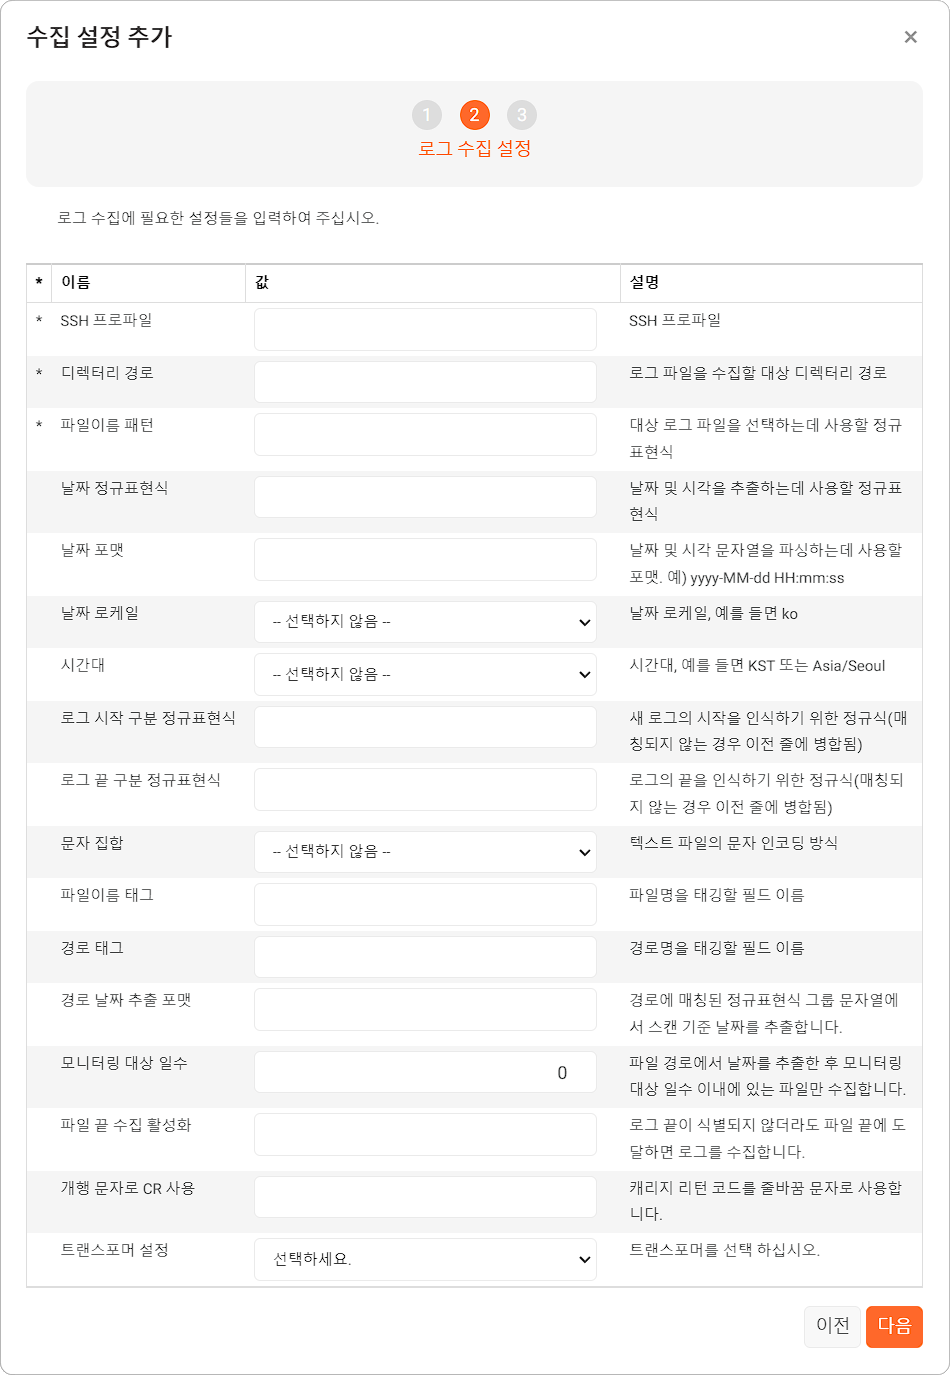 수집 설정 추가
×
1 2 3
로그 수집 설정
로그 수집에 필요한 설정들을 입력하여 주십시오.
* 이름 값 설명
* SSH 프로파일 SSH 프로파일
* 디렉터리 경로 로그 파일을 수집할 대상 디렉터리 경로
* 파일이름 패턴 대상 로그 파일을 선택하는데 사용할 정규
표현식
날짜 정규표현식 날짜 및 시각을 추출하는데 사용할 정규표
현식
날짜 포맷 날짜 및 시각 문자열을 파싱하는데 사용할
포맷. 예) yyyy-MM-dd HH:mm:ss
날짜 로케일 -- 선택하지 않음 -- 날짜 로케일, 예를 들면 ko
시간대 -- 선택하지 않음 -- 시간대, 예를 들면 KST 또는 Asia/Seoul
로그 시작 구분 정규표현식 새 로그의 시작을 인식하기 위한 정규식(매
칭되지 않는 경우 이전 줄에 병합됨)
로그 끝 구분 정규표현식 로그의 끝을 인식하기 위한 정규식(매칭되
지 않는 경우 이전 줄에 병합됨)
문자 집합 -- 선택하지 않음 -- 텍스트 파일의 문자 인코딩 방식
파일이름 태그 파일명을 태깅할 필드 이름
경로 태그 경로명을 태깅할 필드 이름
경로 날짜 추출 포맷 경로에 매칭된 정규표현식 그룹 문자열에
서 스캔 기준 날짜를 추출합니다.
모니터링 대상 일수 0 파일 경로에서 날짜를 추출한 후 모니터링
대상 일수 이내에 있는 파일만 수집합니다.
파일 끝 수집 활성화 로그 끝이 식별되지 않더라도 파일 끝에 도
달하면 로그를 수집합니다.
개행 문자로 CR 사용 캐리지 리턴 코드를 줄바꿈 문자로 사용합
니다.
트랜스포머 설정 선택하세요. 트랜스포머를 선택 하십시오.
이전 다음